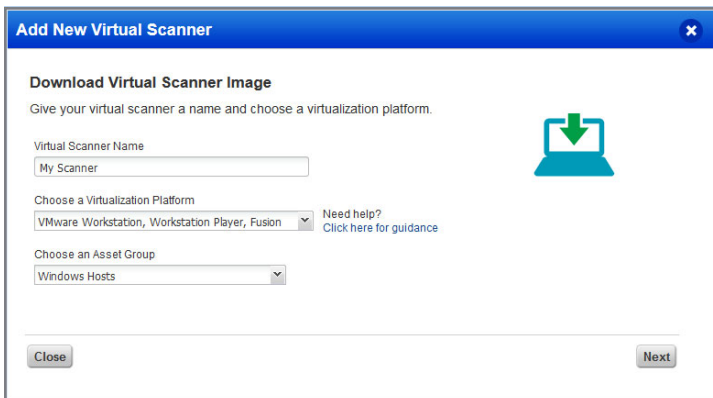 Add New Virtual Scanner
Download Virtual Scanner Image
Give your virtual scanner a name and choose a virtualization platform.
Virtual Scanner Name
My Scanner
Choose a Virtualization Platform
VMware Workstation, Workstation Player, Fusion
Need help?
Click here for guidance
Choose an Asset Group
Windows Hosts
Close
Next